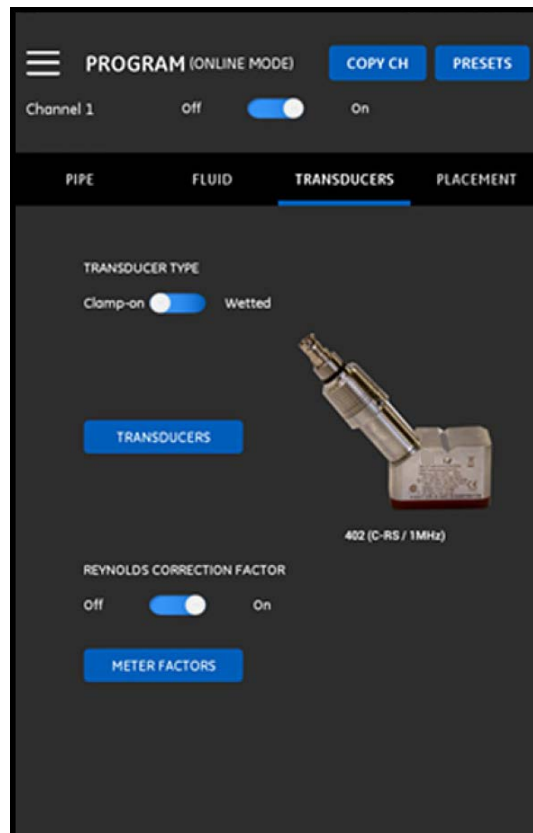 PROGRAM (ONLINE MODE) COPY CH PRESETS
Channel 1 Off On
PIPE FLUID TRANSDUCERS PLACEMENT
TRANSDUCER TYPE
Clamp-on Wetted
TRANSDUCERS
402 (C-RS / 1MHz)
REYNOLDS CORRECTION FACTOR
Off On
METER FACTORS